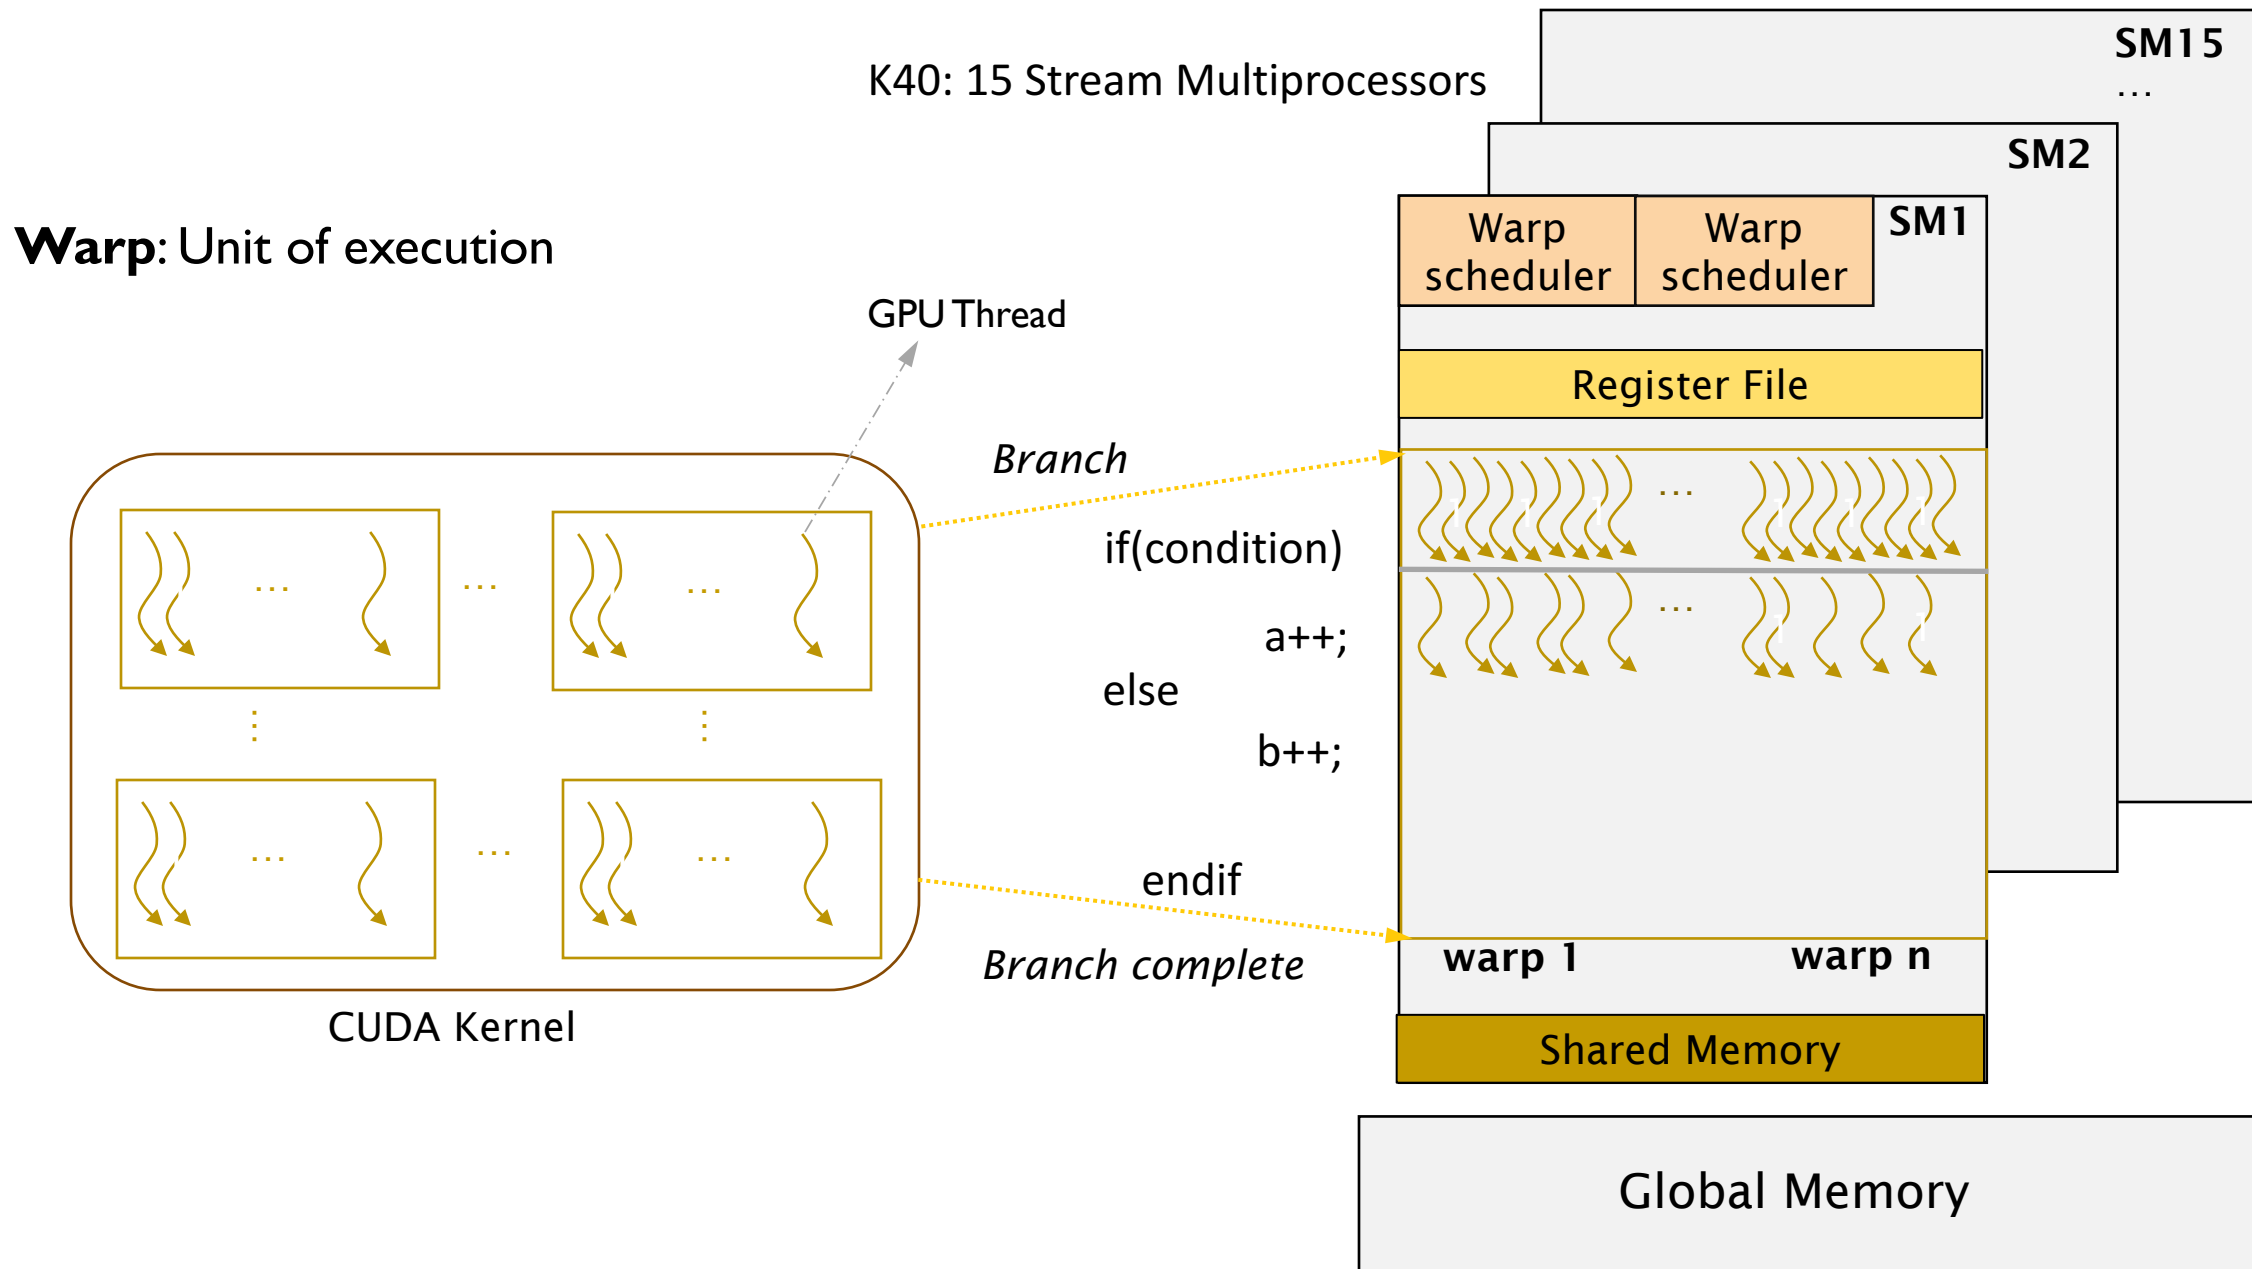 SM15
…
K40: 15 Stream Multiprocessors
SM2
SM1
Warp scheduler
Warp scheduler
Warp: Unit of execution
GPU Thread
Register File
Branch
if(condition)
a++;
else
b++;
endif
Branch complete
…
…
…
…
…
…
…
…
…
…
warp 1
warp n
CUDA Kernel
Shared Memory
Global Memory